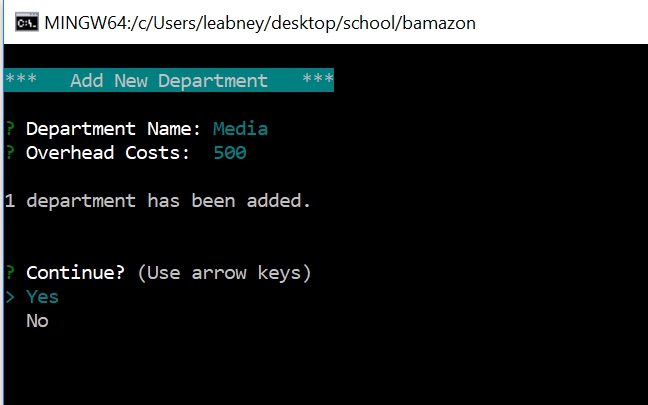 MINGW64:/c/Users/leabney/desktop/school/bamazon
***   Add New Department   ***
? Department Name: Media
? Overhead Costs:  500
1 department has been added.
? Continue? (Use arrow keys)
> Yes
  No